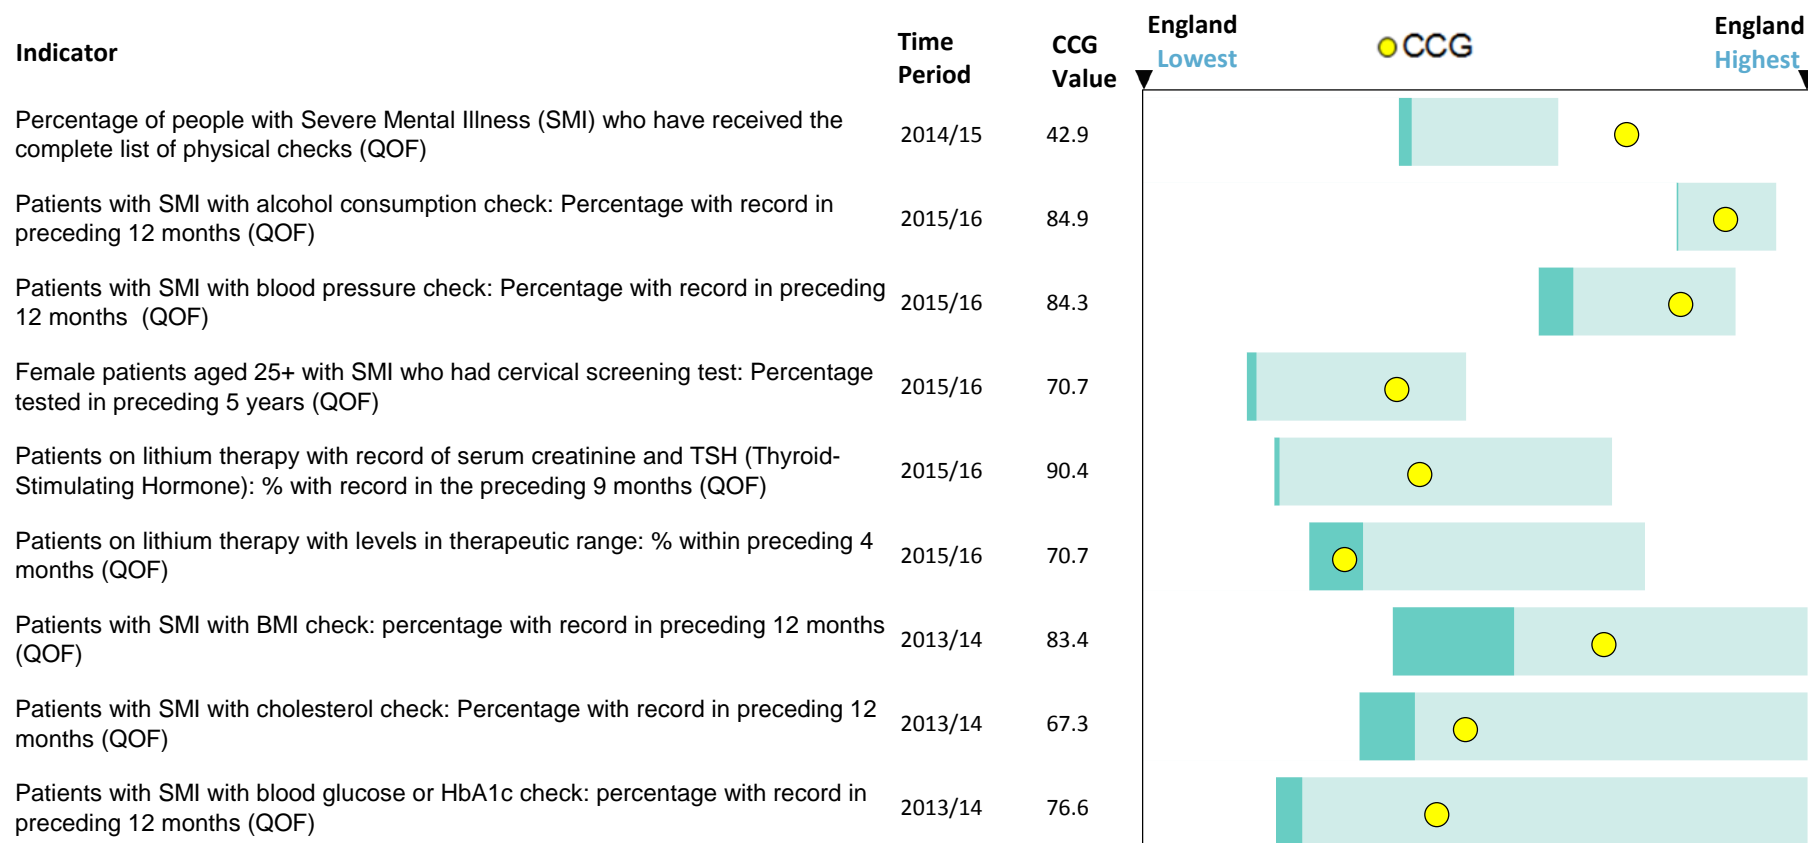 Indicator
Time Period
CCG Value
England Lowest
CCG
England Highest
Percentage of people with Severe Mental Illness (SMI) who have received the
complete list of physical checks (QOF)
2014/15
42.9
Patients with SMI with alcohol consumption check: Percentage with record in
preceding 12 months (QOF)
2015/16
84.9
Patients with SMI with blood pressure check: Percentage with record in preceding
12 months  (QOF)
2015/16
84.3
Female patients aged 25+ with SMI who had cervical screening test: Percentage
tested in preceding 5 years (QOF)
2015/16
70.7
Patients on lithium therapy with record of serum creatinine and TSH (Thyroid-
Stimulating Hormone): % with record in the preceding 9 months (QOF)
2015/16
90.4
Patients on lithium therapy with levels in therapeutic range: % within preceding 4
months (QOF)
2015/16
70.7
Patients with SMI with BMI check: percentage with record in preceding 12 months
(QOF)
2013/14
83.4
Patients with SMI with cholesterol check: Percentage with record in preceding 12
months (QOF)
2013/14
67.3
Patients with SMI with blood glucose or HbA1c check: percentage with record in
preceding 12 months (QOF)
2013/14
76.6